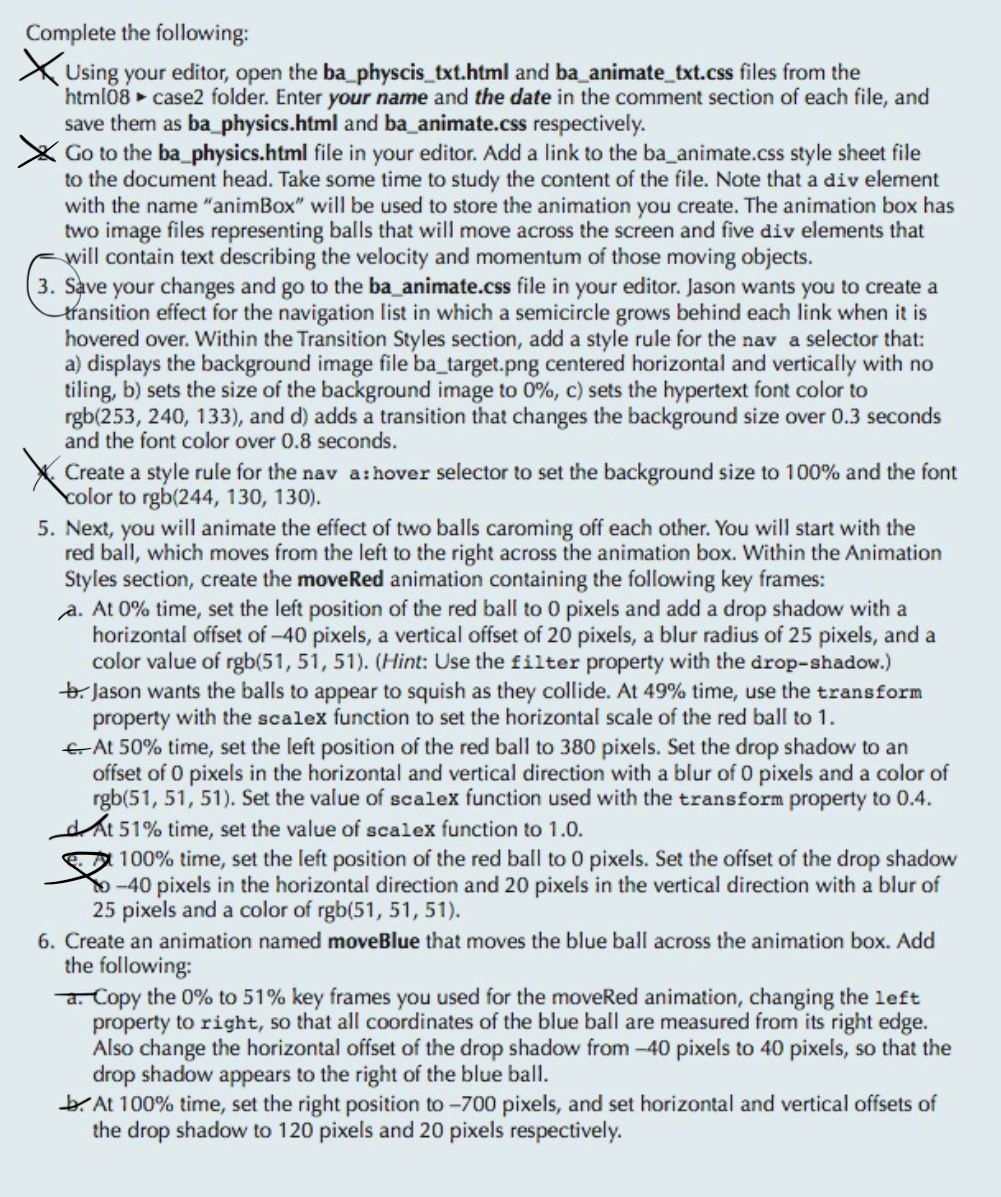 Complete the following:
1. Using your editor, open the ba_physcis_txt.html and ba_animate_txt.css files from the
html08 ► case2 folder. Enter your name and the date in the comment section of each file, and
save them as ba_physics.html and ba_animate.css respectively.
2. Go to the ba_physics.html file in your editor. Add a link to the ba_animate.css style sheet file
to the document head. Take some time to study the content of the file. Note that a div element
with the name “animBox” will be used to store the animation you create. The animation box has
two image files representing balls that will move across the screen and five div elements that
will contain text describing the velocity and momentum of those moving objects.
3. Save your changes and go to the ba_animate.css file in your editor. Jason wants you to create a
transition effect for the navigation list in which a semicircle grows behind each link when it is
hovered over. Within the Transition Styles section, add a style rule for the nav a selector that:
a) displays the background image file ba_target.png centered horizontal and vertically with no
tiling, b) sets the size of the background image to 0%, c) sets the hypertext font color to
rgb(253, 240, 133), and d) adds a transition that changes the background size over 0.3 seconds
and the font color over 0.8 seconds.
4. Create a style rule for the nav a:hover selector to set the background size to 100% and the font
color to rgb(244, 130, 130).
5. Next, you will animate the effect of two balls caroming off each other. You will start with the
red ball, which moves from the left to the right across the animation box. Within the Animation
Styles section, create the moveRed animation containing the following key frames:
a. At 0% time, set the left position of the red ball to 0 pixels and add a drop shadow with a
horizontal offset of –40 pixels, a vertical offset of 20 pixels, a blur radius of 25 pixels, and a
color value of rgb(51, 51, 51). (Hint: Use the filter property with the drop-shadow.)
b. Jason wants the balls to appear to squish as they collide. At 49% time, use the transform
property with the scaleX function to set the horizontal scale of the red ball to 1.
c. At 50% time, set the left position of the red ball to 380 pixels. Set the drop shadow to an
offset of 0 pixels in the horizontal and vertical direction with a blur of 0 pixels and a color of
rgb(51, 51, 51). Set the value of scaleX function used with the transform property to 0.4.
d. At 51% time, set the value of scaleX function to 1.0.
e. At 100% time, set the left position of the red ball to 0 pixels. Set the offset of the drop shadow
to –40 pixels in the horizontal direction and 20 pixels in the vertical direction with a blur of
25 pixels and a color of rgb(51, 51, 51).
6. Create an animation named moveBlue that moves the blue ball across the animation box. Add
the following:
a. Copy the 0% to 51% key frames you used for the moveRed animation, changing the left
property to right, so that all coordinates of the blue ball are measured from its right edge.
Also change the horizontal offset of the drop shadow from –40 pixels to 40 pixels, so that the
drop shadow appears to the right of the blue ball.
b. At 100% time, set the right position to –700 pixels, and set horizontal and vertical offsets of
the drop shadow to 120 pixels and 20 pixels respectively.